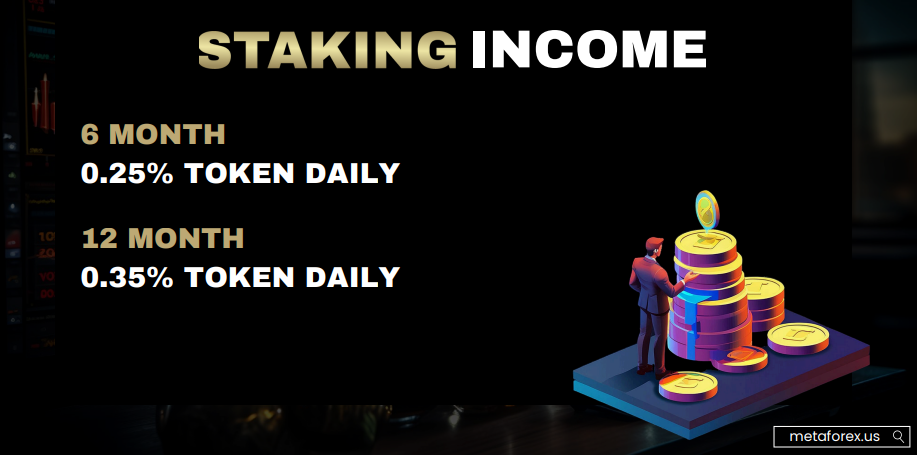 STAKING INCOME
6 MONTH
0.25% TOKEN DAILY
12 MONTH
0.35% TOKEN DAILY
metaforex.us